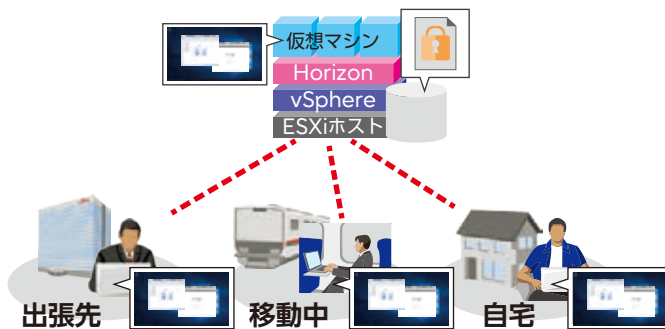 仮想マシン
Horizon
vSphere
ESXiホスト
出張先
移動中
自宅